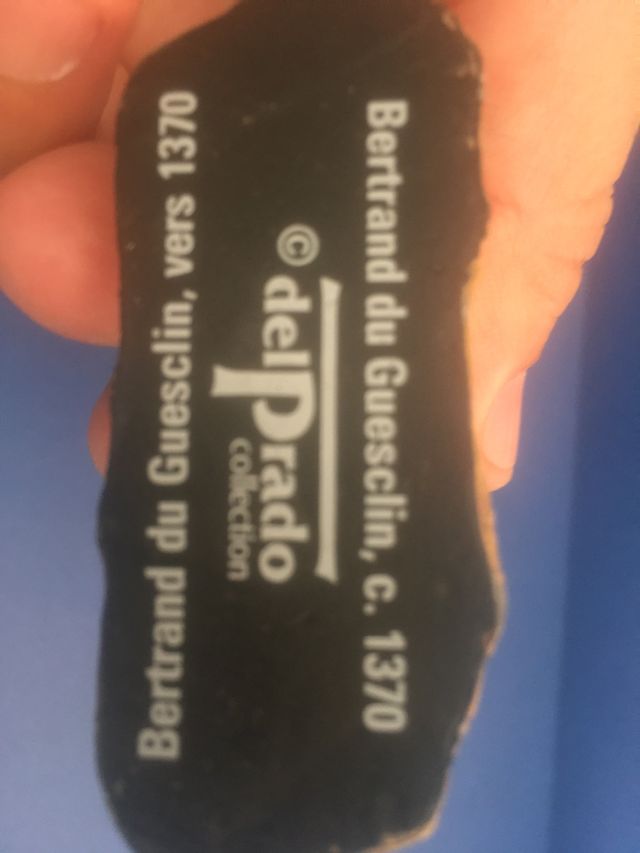 Bertrand du Guesclin, c. 1370
© delPrado
collection
Bertrand du Guesclin, vers 1370